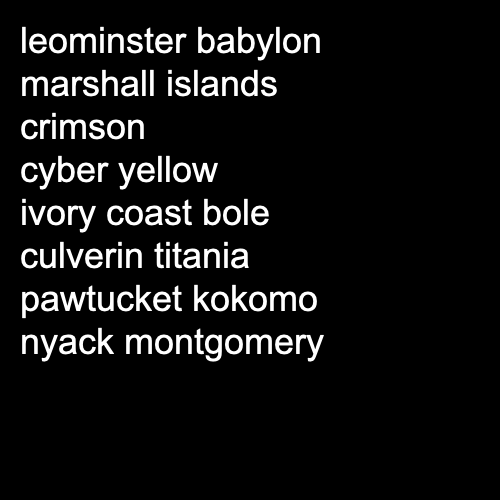 leominster babylon
marshall islands
crimson
cyber yellow
ivory coast bole
culverin titania
pawtucket kokomo
nyack montgomery